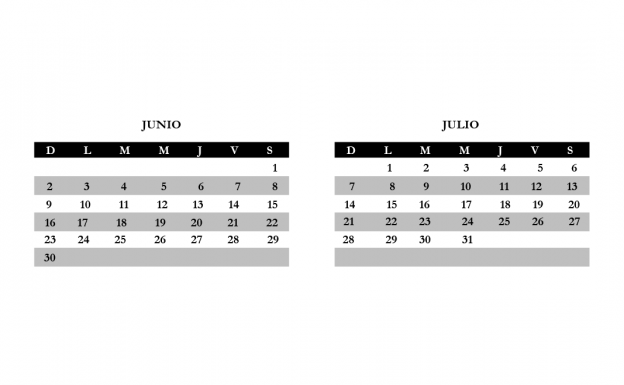 JUNIO
D L M M J V S
1
2 3 4 5 6 7 8
9 10 11 12 13 14 15
16 17 18 19 20 21 22
23 24 25 26 27 28 29
30
JULIO
D L M M J V S
1 2 3 4 5 6
7 8 9 10 11 12 13
14 15 16 17 18 19 20
21 22 23 24 25 26 27
28 29 30 31